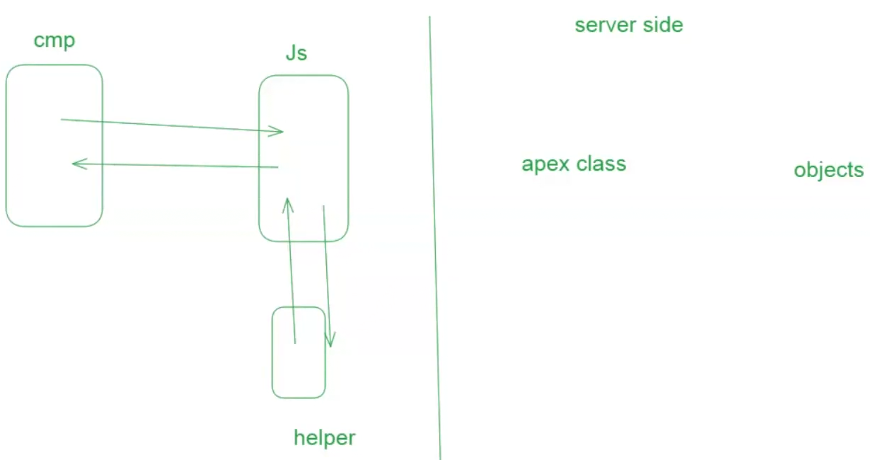 cmp
Js
helper
server side
apex class
objects